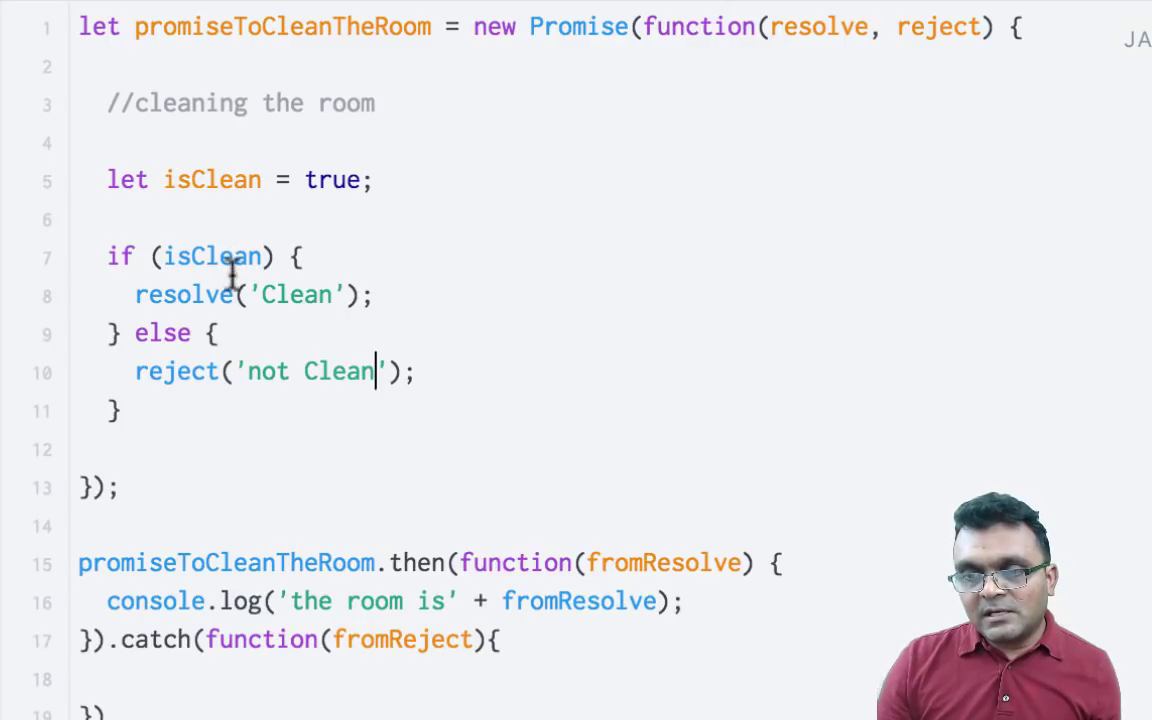 1 let promiseToCleanTheRoom = new Promise(function(resolve, reject) {
JA
2
3 //cleaning the room
4
5 let isClean = true;
6
7 if (isClean) {
8 resolve('Clean');
9 } else {
10 reject('not Clean');
11 }
12
13 });
14
15 promiseToCleanTheRoom.then(function(fromResolve) {
16 console.log('the room is' + fromResolve);
17 }).catch(function(fromReject){
18
19 })